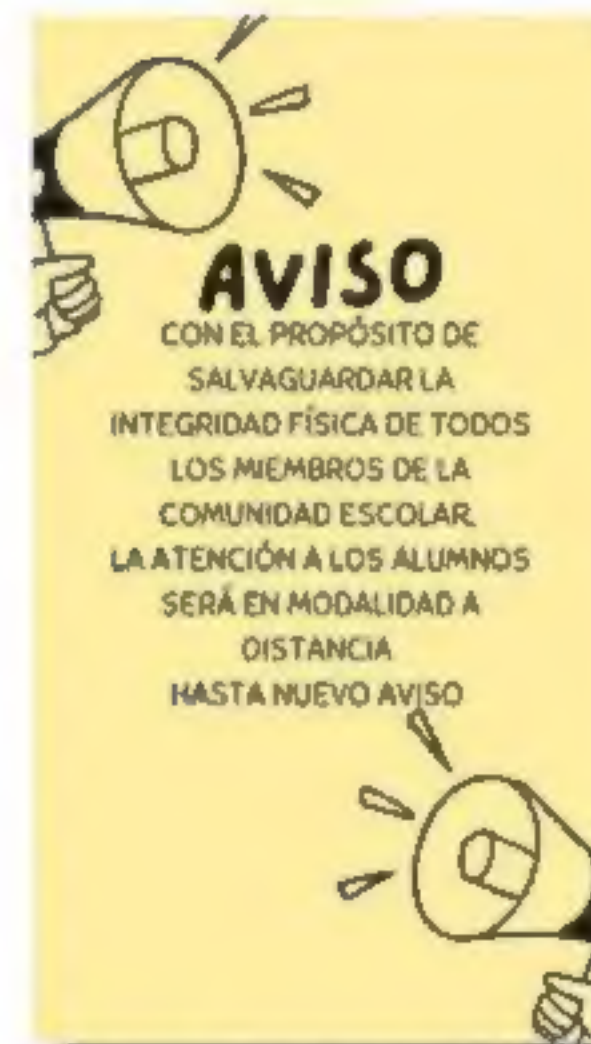 AVISO
CON EL PROPÓSITO DE
SALVAGUARDAR LA
INTEGRIDAD FÍSICA DE TODOS
LOS MIEMBROS DE LA
COMUNIDAD ESCOLAR.
LA ATENCIÓN A LOS ALUMNOS
SERÁ EN MODALIDAD A
DISTANCIA
HASTA NUEVO AVISO